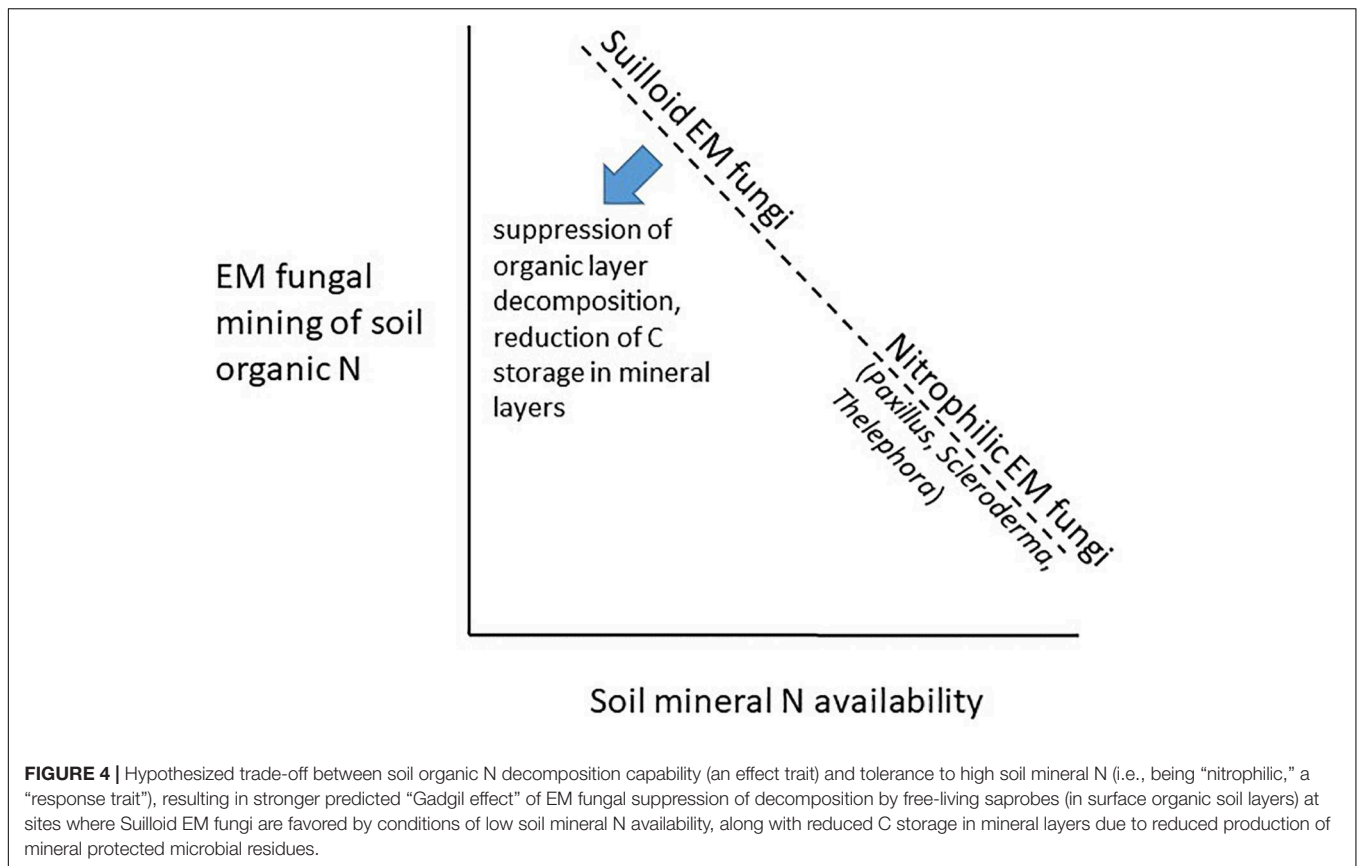 Suilloid EM fungi
suppression of
organic layer
decomposition,
reduction of C
storage in mineral
layers
EM fungal
mining of soil
organic N
Nitrophilic EM fungi
(Paxillus, Scleroderma,
Thelephora)
Soil mineral N availability
FIGURE 4 | Hypothesized trade-off between soil organic N decomposition capability (an effect trait) and tolerance to high soil mineral N (i.e., being “nitrophilic,” a
“response trait”), resulting in stronger predicted “Gadgil effect” of EM fungal suppression of decomposition by free-living saprobes (in surface organic soil layers) at
sites where Suilloid EM fungi are favored by conditions of low soil mineral N availability, along with reduced C storage in mineral layers due to reduced production of
mineral protected microbial residues.